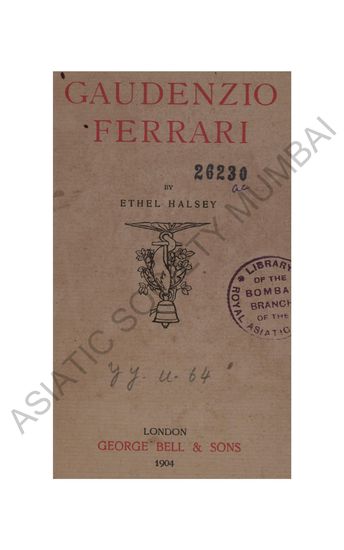 GAUDENZIO
FERRARI
26230
BY
ETHEL HALSEY
LIBRARY
OF THE
BOMBA
BRANCH
OF THE
ROYAL ASIATIC
YY. U. 64
LONDON
GEORGE BELL & SONS
1904
ASIATIC SOCIETY MUMBAI